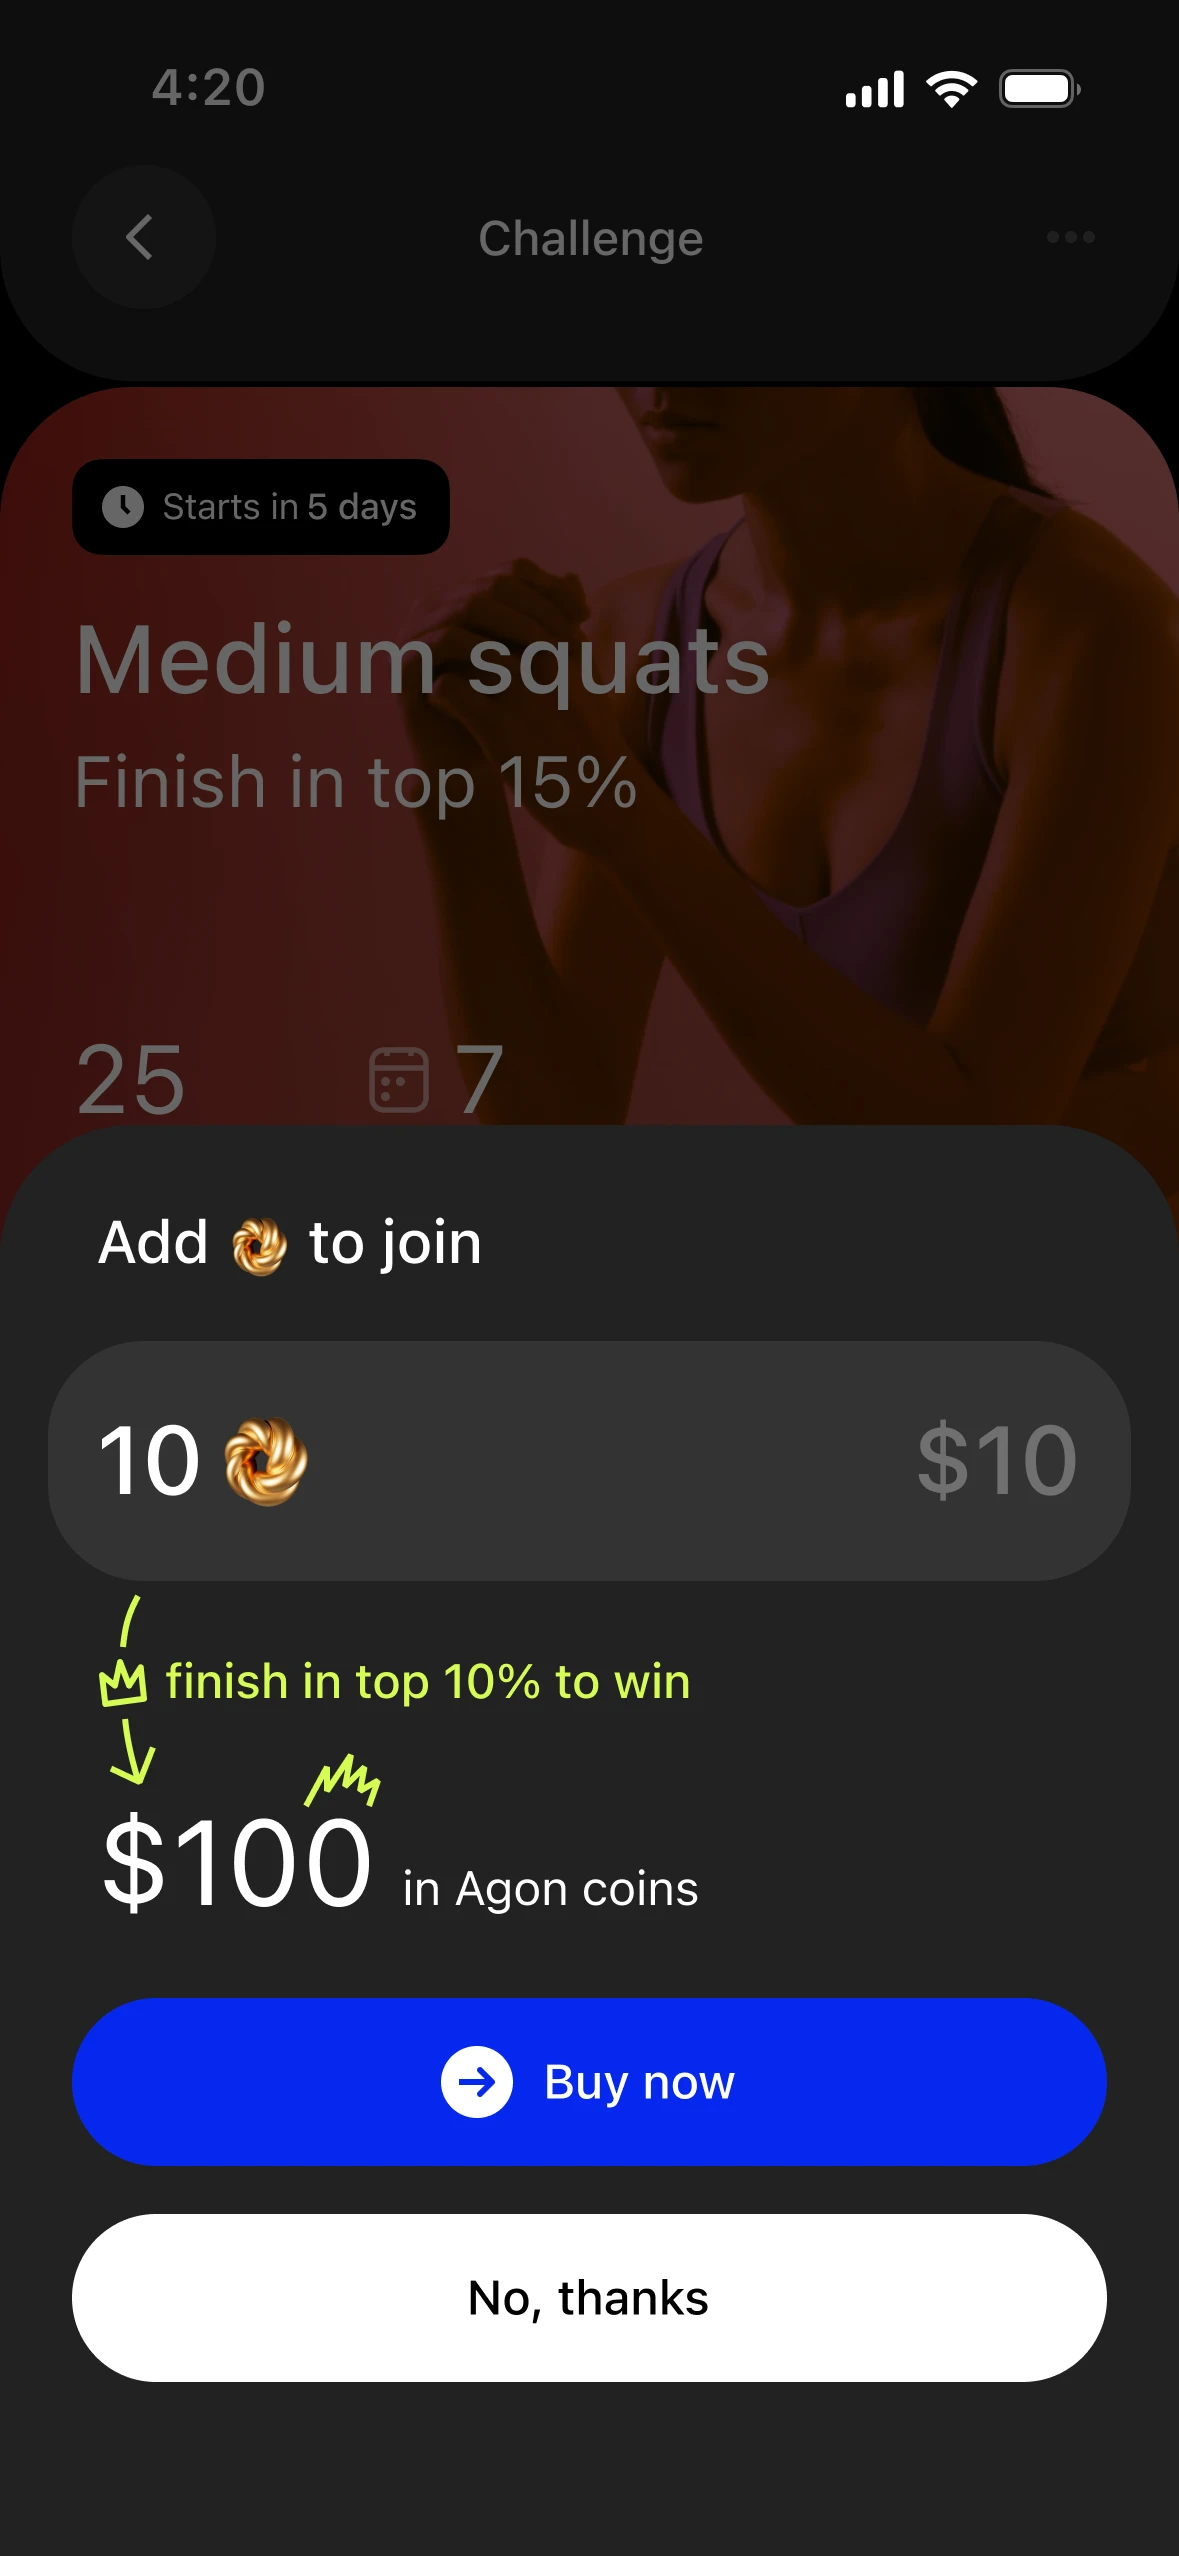 4:20
Challenge
Starts in 5 days
Medium squats
Finish in top 15%
25 7
Add to join
10 $10
finish in top 10% to win
$100 in Agon coins
Buy now
No, thanks